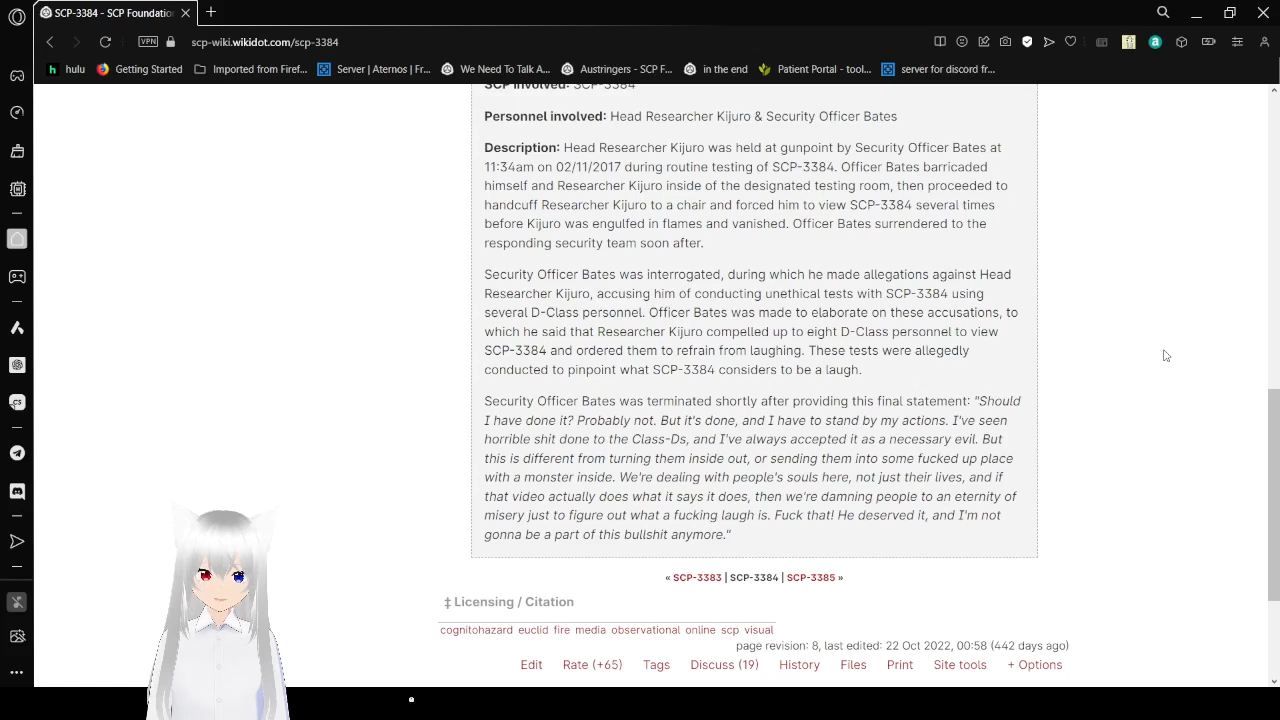 SCP-3384 - SCP Foundatio
scp-wiki.wikidot.com/scp-3384
VPN
hulu
Getting Started
Imported from Firef...
Server | Aternos | Fr...
We Need To Talk A...
Austringers - SCP F...
in the end
Patient Portal - tool...
server for discord fr...
SCP involved: SCP-3384
Personnel involved: Head Researcher Kijuro & Security Officer Bates
Description: Head Researcher Kijuro was held at gunpoint by Security Officer Bates at
11:34am on 02/11/2017 during routine testing of SCP-3384. Officer Bates barricaded
himself and Researcher Kijuro inside of the designated testing room, then proceeded to
handcuff Researcher Kijuro to a chair and forced him to view SCP-3384 several times
before Kijuro was engulfed in flames and vanished. Officer Bates surrendered to the
responding security team soon after.
Security Officer Bates was interrogated, during which he made allegations against Head
Researcher Kijuro, accusing him of conducting unethical tests with SCP-3384 using
several D-Class personnel. Officer Bates was made to elaborate on these accusations, to
which he said that Researcher Kijuro compelled up to eight D-Class personnel to view
SCP-3384 and ordered them to refrain from laughing. These tests were allegedly
conducted to pinpoint what SCP-3384 considers to be a laugh.
Security Officer Bates was terminated shortly after providing this final statement: "Should
I have done it? Probably not. But it's done, and I have to stand by my actions. I've seen
horrible shit done to the Class-Ds, and I've always accepted it as a necessary evil. But
this is different from turning them inside out, or sending them into some fucked up place
with a monster inside. We're dealing with people's souls here, not just their lives, and if
that video actually does what it says it does, then we're damning people to an eternity of
misery just to figure out what a fucking laugh is. Fuck that! He deserved it, and I'm not
gonna be a part of this bullshit anymore."
« SCP-3383 | SCP-3384 | SCP-3385 »
‡ Licensing / Citation
cognitohazard euclid fire media observational online scp visual
page revision: 8, last edited: 22 Oct 2022, 00:58 (442 days ago)
Edit Rate (+65) Tags Discuss (19) History Files Print Site tools + Options